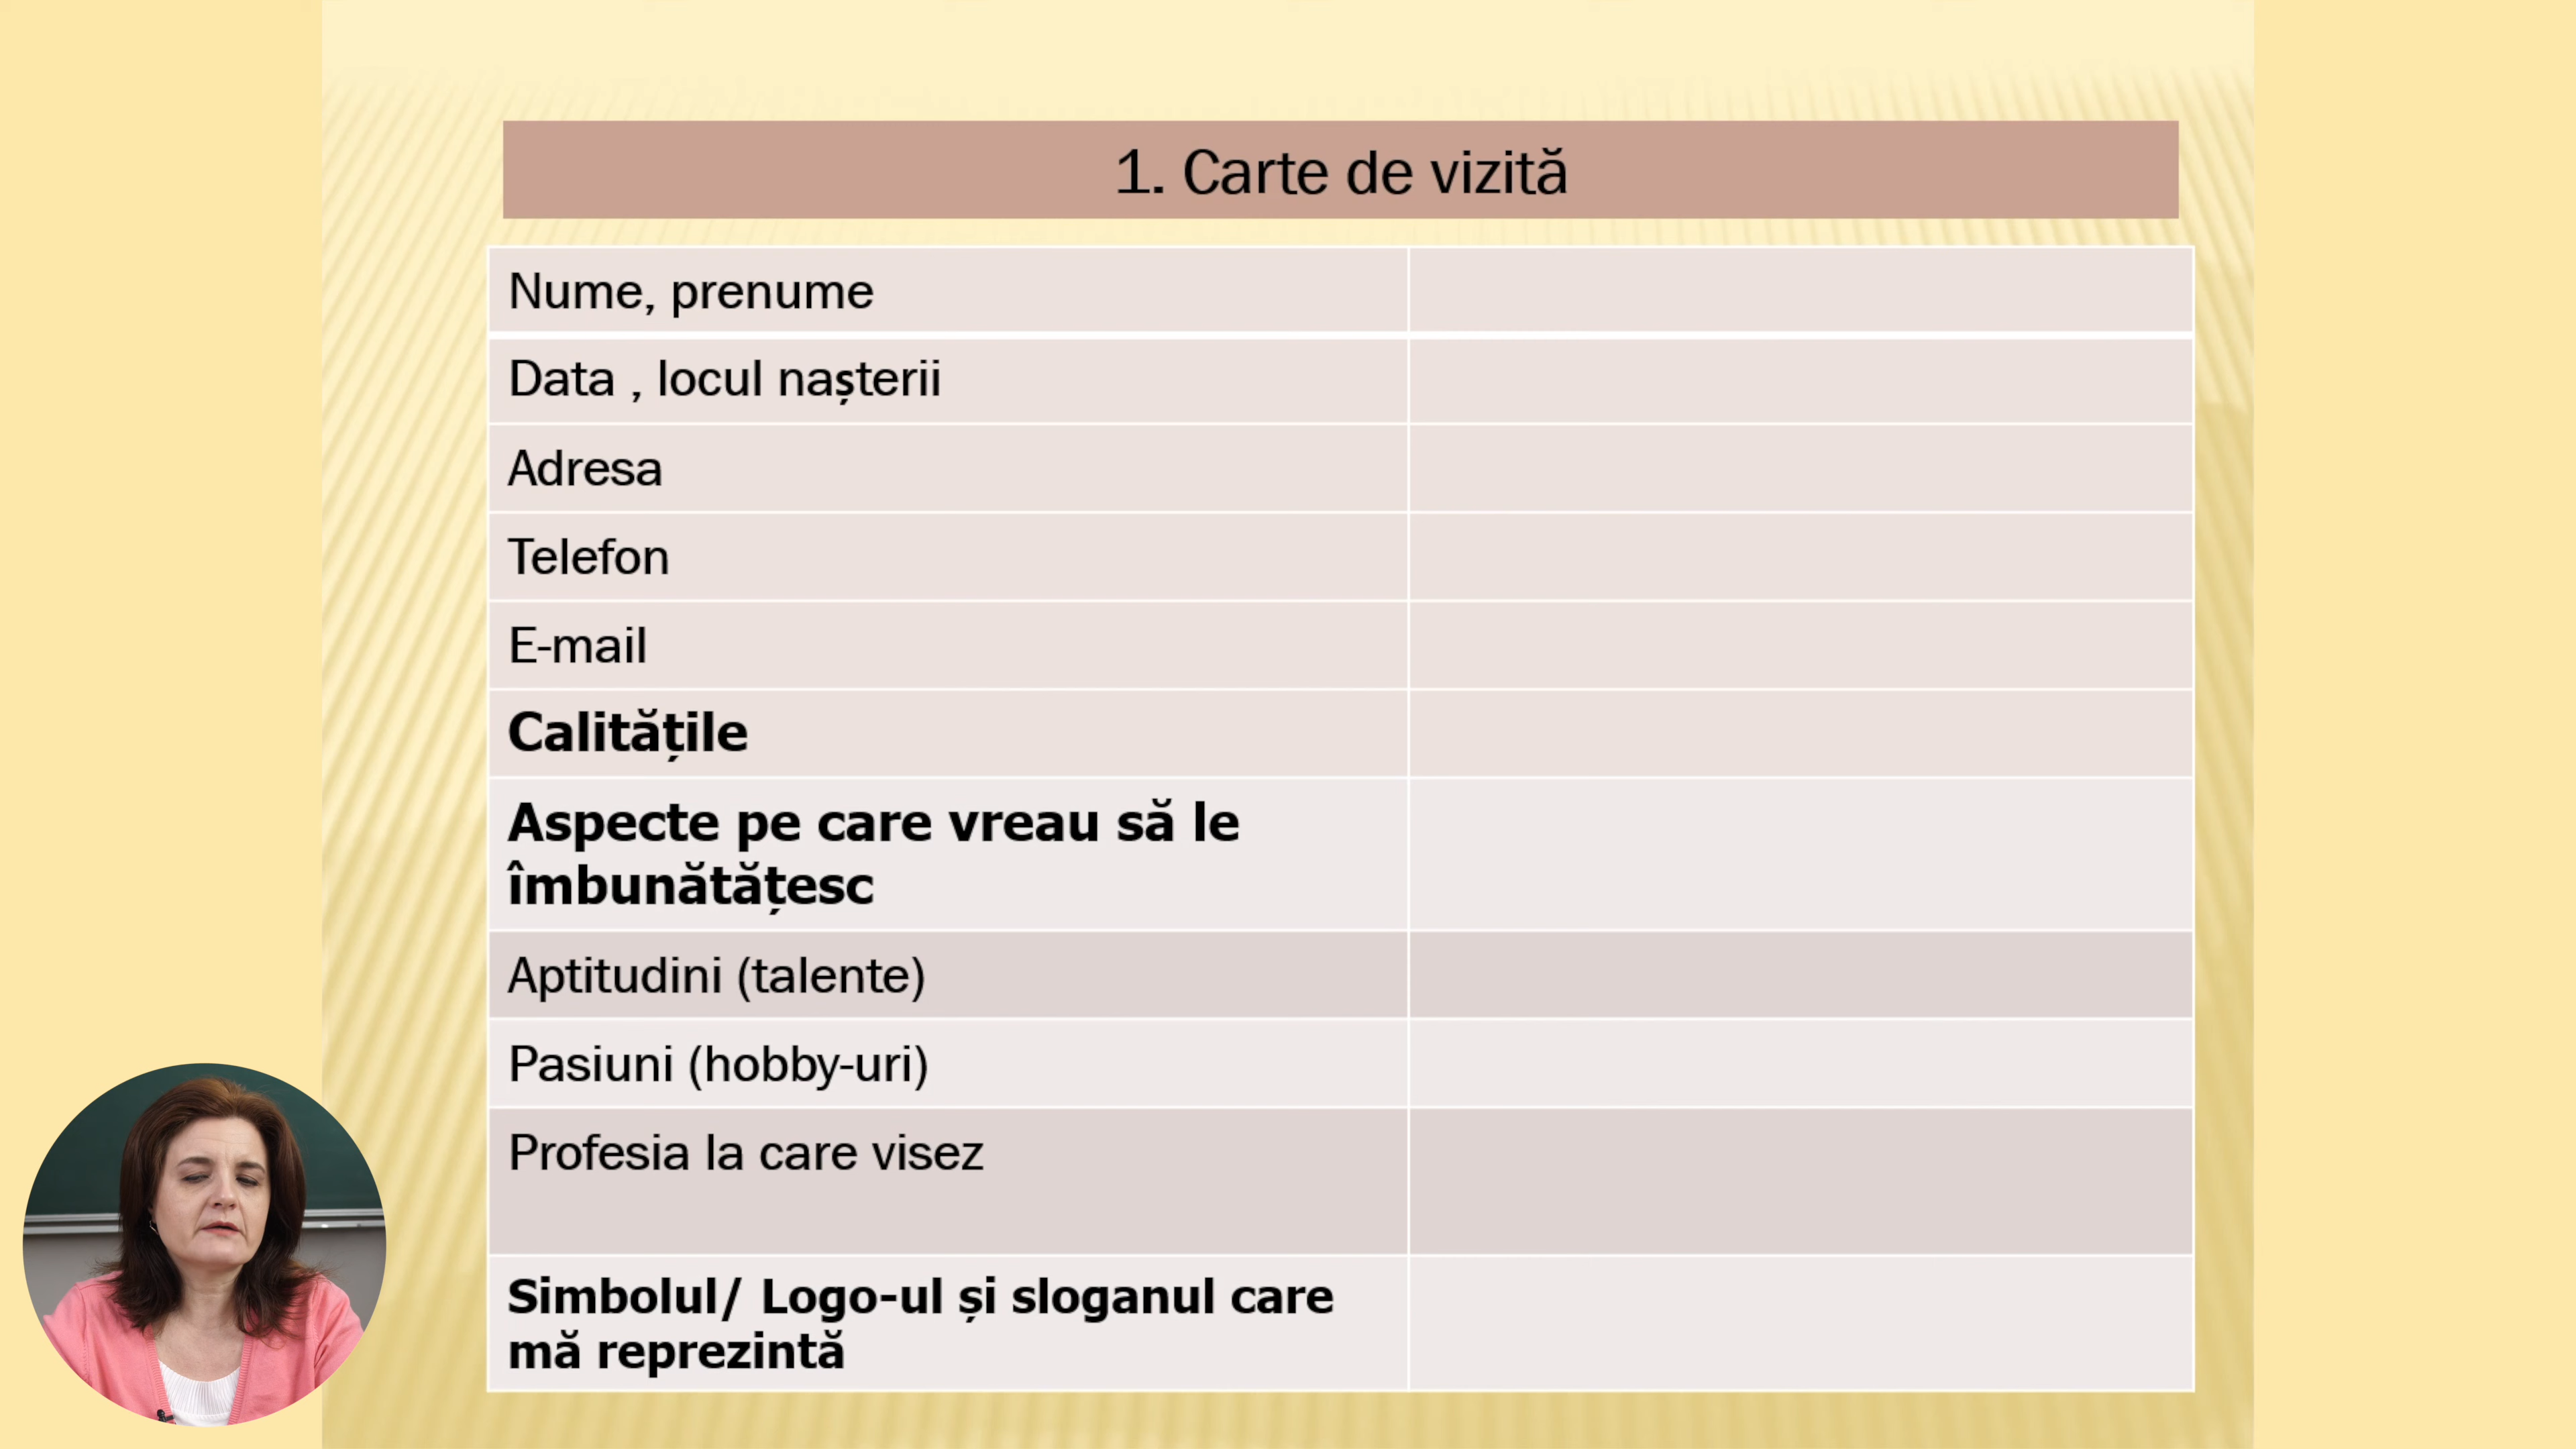 1. Carte de vizită
Nume, prenume
Data , locul nașterii
Adresa
Telefon
E-mail
Calitățile
Aspecte pe care vreau să le
îmbunătățesc
Aptitudini (talente)
Pasiuni (hobby-uri)
Profesia la care visez
Simbolul/ Logo-ul și sloganul care
mă reprezintă